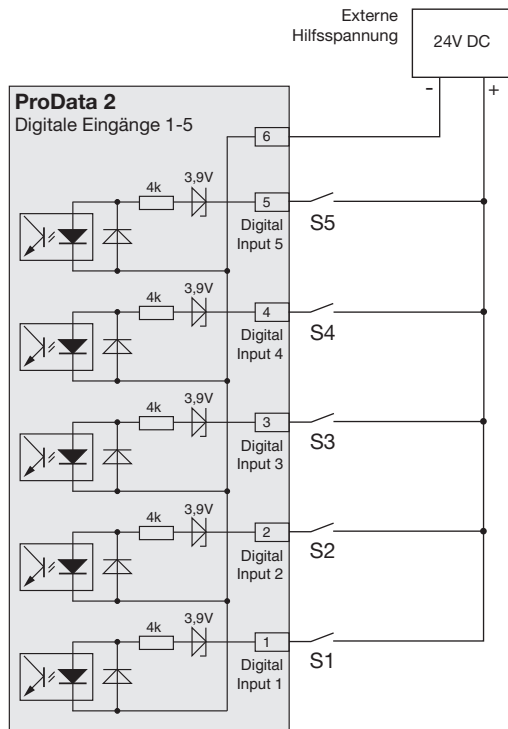 Externe
Hilfsspannung
24V DC
- +
ProData 2
Digitale Eingänge 1-5
6
4k 3,9V
5
Digital
Input 5
S5
4k 3,9V
4
Digital
Input 4
S4
4k 3,9V
3
Digital
Input 3
S3
4k 3,9V
2
Digital
Input 2
S2
4k 3,9V
1
Digital
Input 1
S1